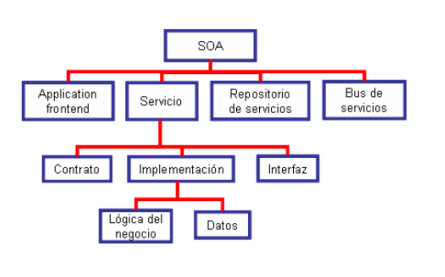 SOA
Application
frontend
Servicio
Repositorio
de servicios
Bus de
servicios
Contrato
Implementación
Interfaz
Lógica del
negocio
Datos